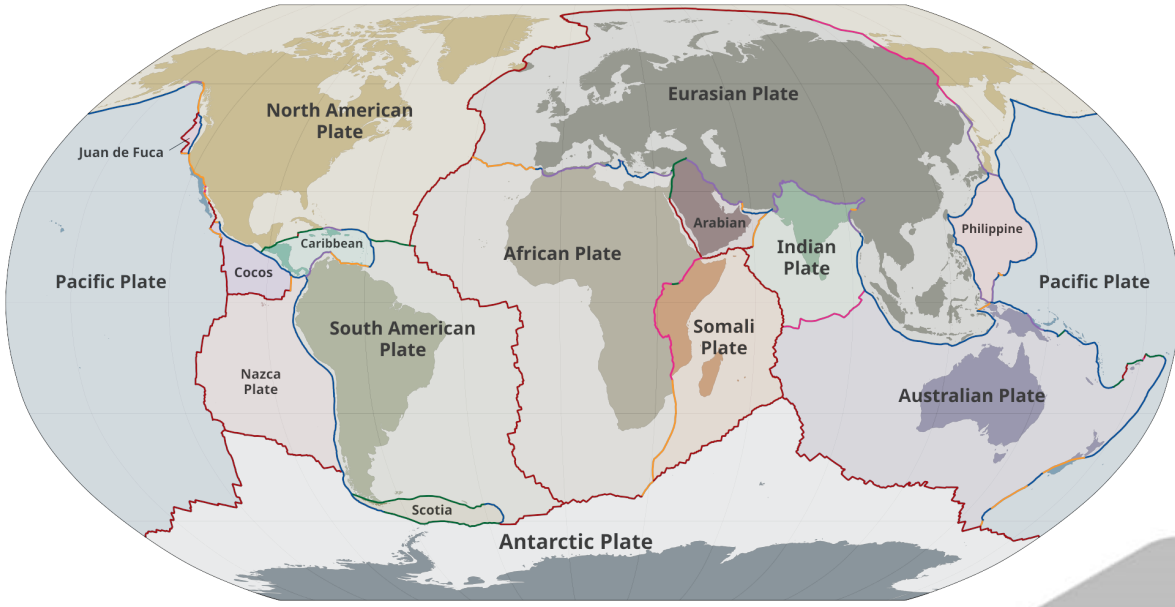 North American
Plate
Eurasian Plate
Juan de Fuca
Caribbean
Arabian
Philippine
African Plate
Indian
Plate
Cocos
Pacific Plate
Pacific Plate
South American
Plate
Somali
Plate
Nazca
Plate
Australian Plate
Scotia
Antarctic Plate